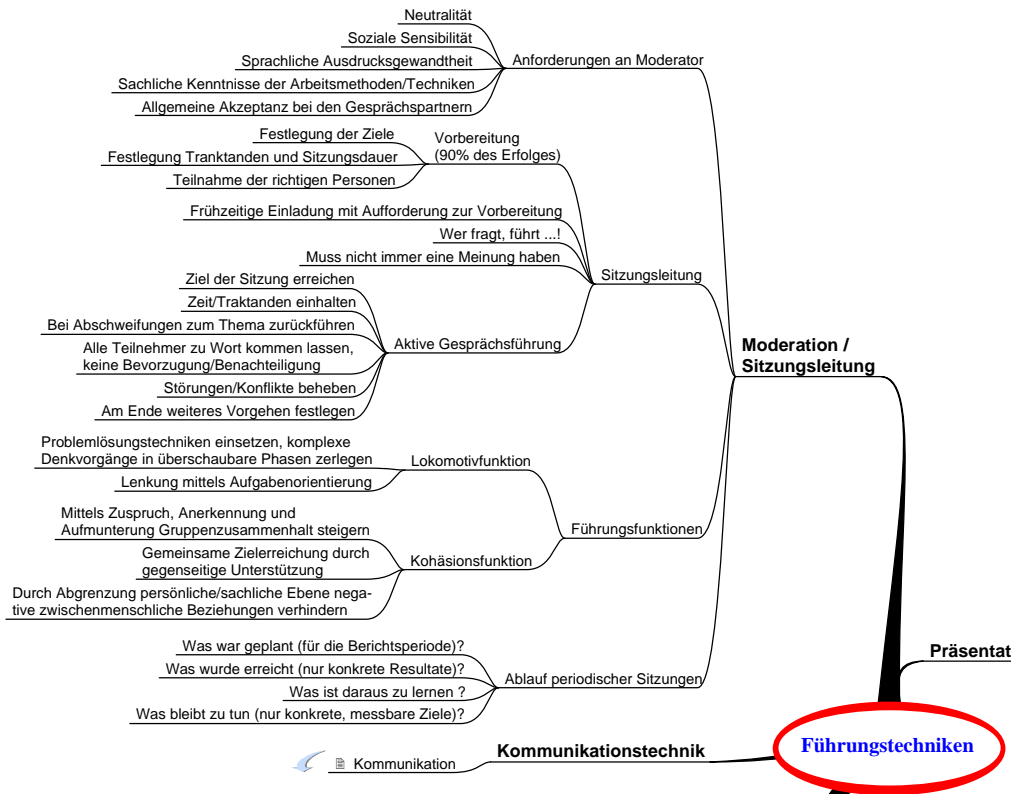 Neutralität
Soziale Sensibilität
Sprachliche Ausdrucksgewandtheit
Sachliche Kenntnisse der Arbeitsmethoden/Techniken
Allgemeine Akzeptanz bei den Gesprächspartnern
Anforderungen an Moderator
Festlegung der Ziele
Festlegung Tranktanden und Sitzungsdauer
Teilnahme der richtigen Personen
Vorbereitung
(90% des Erfolges)
Frühzeitige Einladung mit Aufforderung zur Vorbereitung
Wer fragt, führt ...!
Muss nicht immer eine Meinung haben
Sitzungsleitung
Ziel der Sitzung erreichen
Zeit/Traktanden einhalten
Bei Abschweifungen zum Thema zurückführen
Alle Teilnehmer zu Wort kommen lassen,
keine Bevorzugung/Benachteiligung
Störungen/Konflikte beheben
Am Ende weiteres Vorgehen festlegen
Aktive Gesprächsführung
Moderation /
Sitzungsleitung
Problemlösungstechniken einsetzen, komplexe
Denkvorgänge in überschaubare Phasen zerlegen
Lenkung mittels Aufgabenorientierung
Lokomotivfunktion
Mittels Zuspruch, Anerkennung und
Aufmunterung Gruppenzusammenhalt steigern
Gemeinsame Zielerreichung durch
gegenseitige Unterstützung
Durch Abgrenzung persönliche/sachliche Ebene nega-
tive zwischenmenschliche Beziehungen verhindern
Kohäsionsfunktion
Führungsfunktionen
Was war geplant (für die Berichtsperiode)?
Was wurde erreicht (nur konkrete Resultate)?
Was ist daraus zu lernen ?
Was bleibt zu tun (nur konkrete, messbare Ziele)?
Ablauf periodischer Sitzungen
Präsentat
Führungstechniken
Kommunikationstechnik
Kommunikation